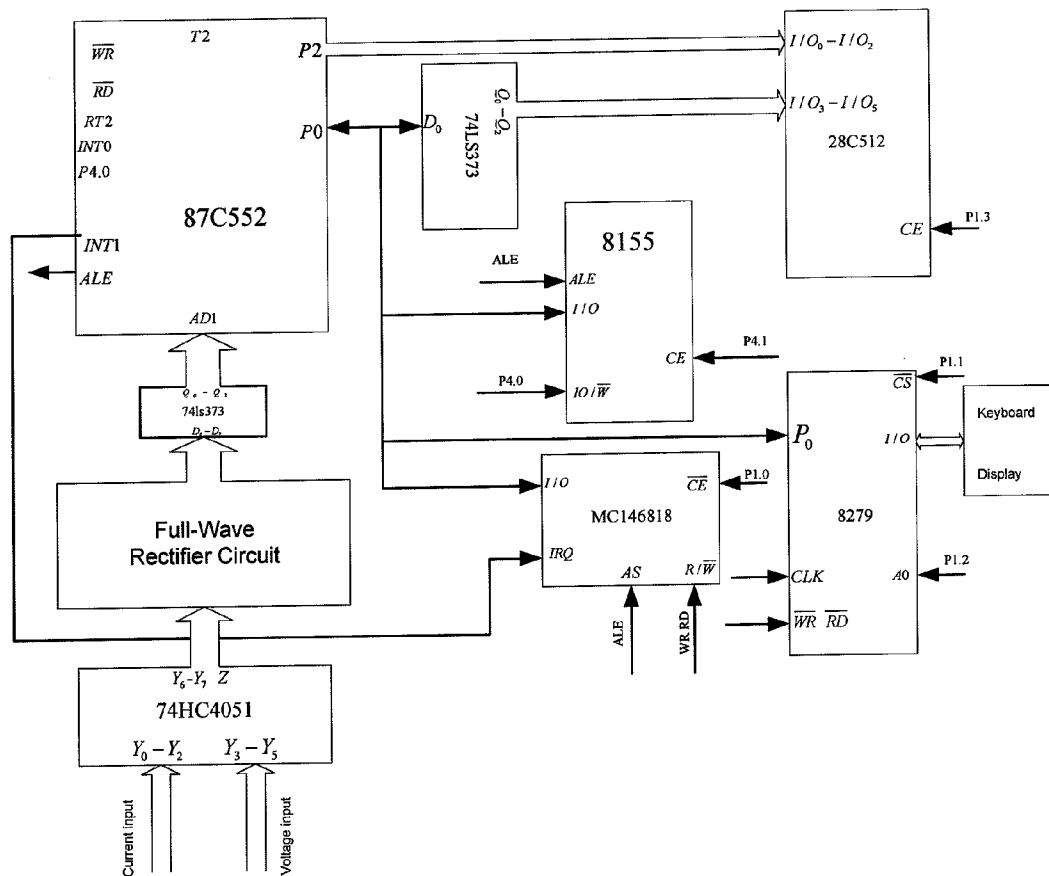 T2
WR
P2
RD
RT2
INT0
P4.0
P0
87C552
INT1
ALE
AD1
D₀
Q₀-Q₂
74LS373
I/O₀-I/O₂
I/O₃-I/O₅
28C512
CE
P1.3
8155
ALE
ALE
I/O
CE
P4.1
P4.0
IO/W
74ls373
Full-Wave
Rectifier Circuit
P1.1
CS
P₀
I/O
8279
CLK
A0
P1.2
WR RD
Keyboard
Display
I/O
CE
P1.0
MC146818
IRQ
AS
R/W
ALE
WR RD
Y₆-Y₇ Z
74HC4051
Y₀-Y₂
Y₃-Y₅
Current input
Voltage input